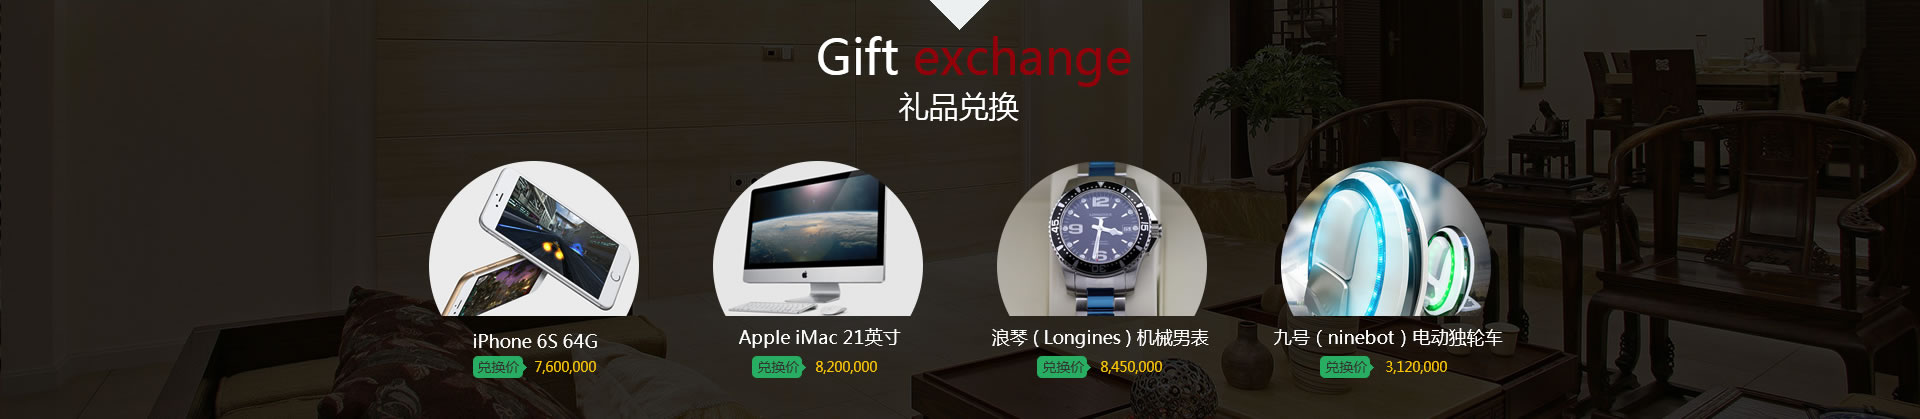 Gift exchange
礼品兑换
iPhone 6S 64G
兑换价 7,600,000
Apple iMac 21英寸
兑换价 8,200,000
浪琴 ( Longines ) 机械男表
兑换价 8,450,000
九号 ( ninebot ) 电动独轮车
兑换价 3,120,000